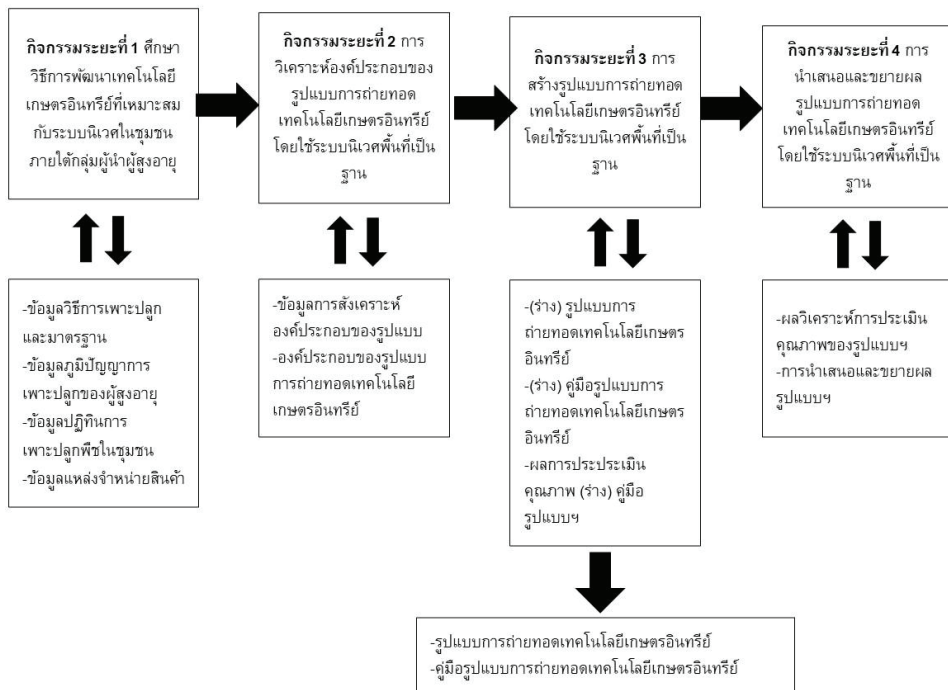 กิจกรรมระยะที่ 1 ศึกษา
วิธีการพัฒนาเทคโนโลยี
เกษตรอินทรีย์ที่เหมาะสม
กับระบบนิเวศในชุมชน
ภายใต้กลุ่มผู้นำผู้สูงอายุ
กิจกรรมระยะที่ 2 การ
วิเคราะห์องค์ประกอบของ
รูปแบบการถ่ายทอด
เทคโนโลยีเกษตรอินทรีย์
โดยใช้ระบบนิเวศพื้นที่เป็น
ฐาน
กิจกรรมระยะที่ 3 การ
สร้างรูปแบบการถ่ายทอด
เทคโนโลยีเกษตรอินทรีย์
โดยใช้ระบบนิเวศพื้นที่เป็น
ฐาน
กิจกรรมระยะที่ 4 การ
นำเสนอและขยายผล
รูปแบบการถ่ายทอด
เทคโนโลยีเกษตรอินทรีย์
โดยใช้ระบบนิเวศพื้นที่เป็น
ฐาน
-ข้อมูลวิธีการเพาะปลูก
และมาตรฐาน
-ข้อมูลภูมิปัญญาการ
เพาะปลูกของผู้สูงอายุ
-ข้อมูลปฏิทินการ
เพาะปลูกพืชในชุมชน
-ข้อมูลแหล่งจำหน่ายสินค้า
-ข้อมูลการสังเคราะห์
องค์ประกอบของรูปแบบ
-องค์ประกอบของรูปแบบ
การถ่ายทอดเทคโนโลยี
เกษตรอินทรีย์
-(ร่าง) รูปแบบการ
ถ่ายทอดเทคโนโลยีเกษตร
อินทรีย์
-(ร่าง) คู่มือรูปแบบการ
ถ่ายทอดเทคโนโลยีเกษตร
อินทรีย์
-ผลการประประเมิน
คุณภาพ (ร่าง) คู่มือ
รูปแบบฯ
-ผลวิเคราะห์การประเมิน
คุณภาพของรูปแบบฯ
-การนำเสนอและขยายผล
รูปแบบฯ
-รูปแบบการถ่ายทอดเทคโนโลยีเกษตรอินทรีย์
-คู่มือรูปแบบการถ่ายทอดเทคโนโลยีเกษตรอินทรีย์